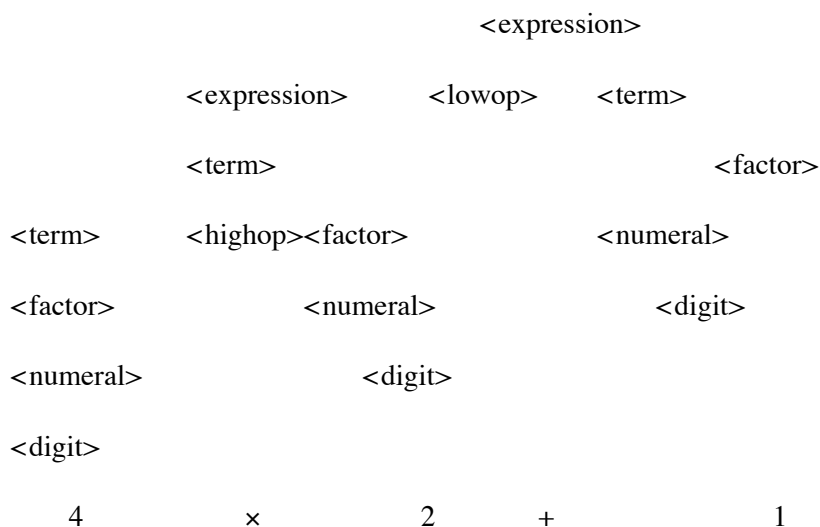 <expression>
<expression> <lowop> <term>
<term> <factor>
<term> <highop><factor> <numeral>
<factor> <numeral> <digit>
<numeral> <digit>
<digit>
4 × 2 + 1